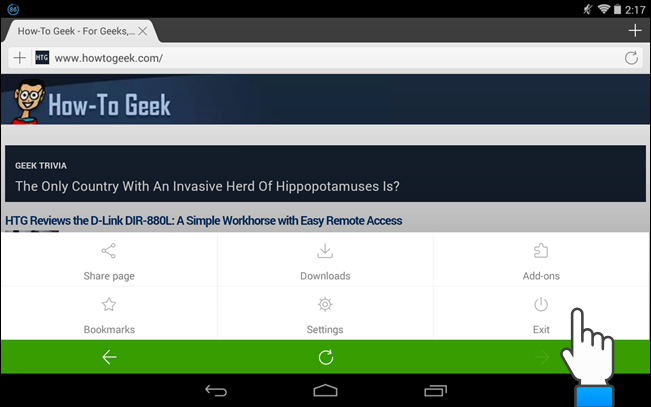 86
2:17
How-To Geek - For Geeks,...
HTG
www.howtogeek.com/
How-To Geek
GEEK TRIVIA
The Only Country With An Invasive Herd Of Hippopotamuses Is?
HTG Reviews the D-Link DIR-880L: A Simple Workhorse with Easy Remote Access
Share page
Downloads
Add-ons
Bookmarks
Settings
Exit